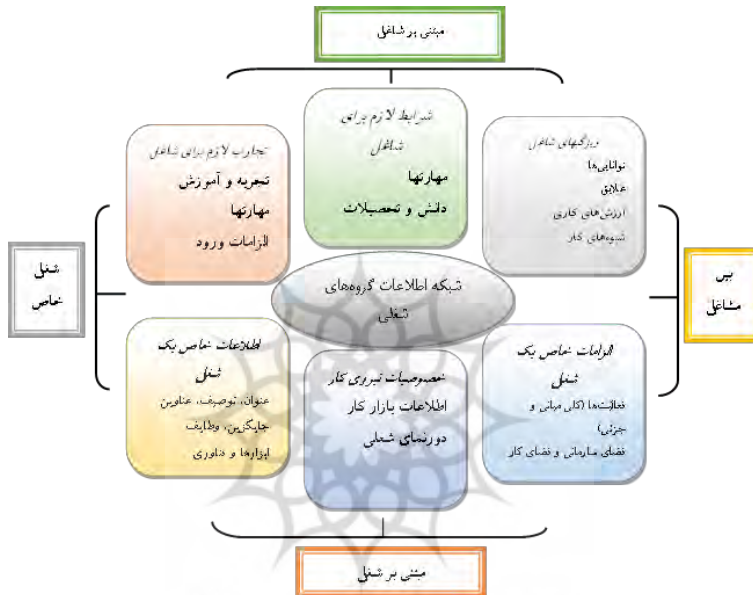 مبتنی بر شاغل
ویژگیهای شاغل
توانایی‌ها
علایق
ارزش‌های کاری
شیوه‌های کار
شرایط لازم برای
شاغل
مهارتها
دانش و تحصیلات
تجارب لازم برای شاغل
تجربه و آموزش
مهارتها
الزامات ورود
بین
مشاغل
شبکه اطلاعات گروه‌های
شغلی
شغل
خاص
الزامات خاص یک
شغل
فعالیت‌ها (کلی میانی و
جزئی)
فضای سازمانی و فضای کار
خصوصیات نیروی کار
اطلاعات بازار کار
دورنمای شغلی
اطلاعات خاص یک
شغل
عنوان، توصیف، عناوین
جایگزین، وظایف
ابزارها و فناوری
مبتنی بر شغل